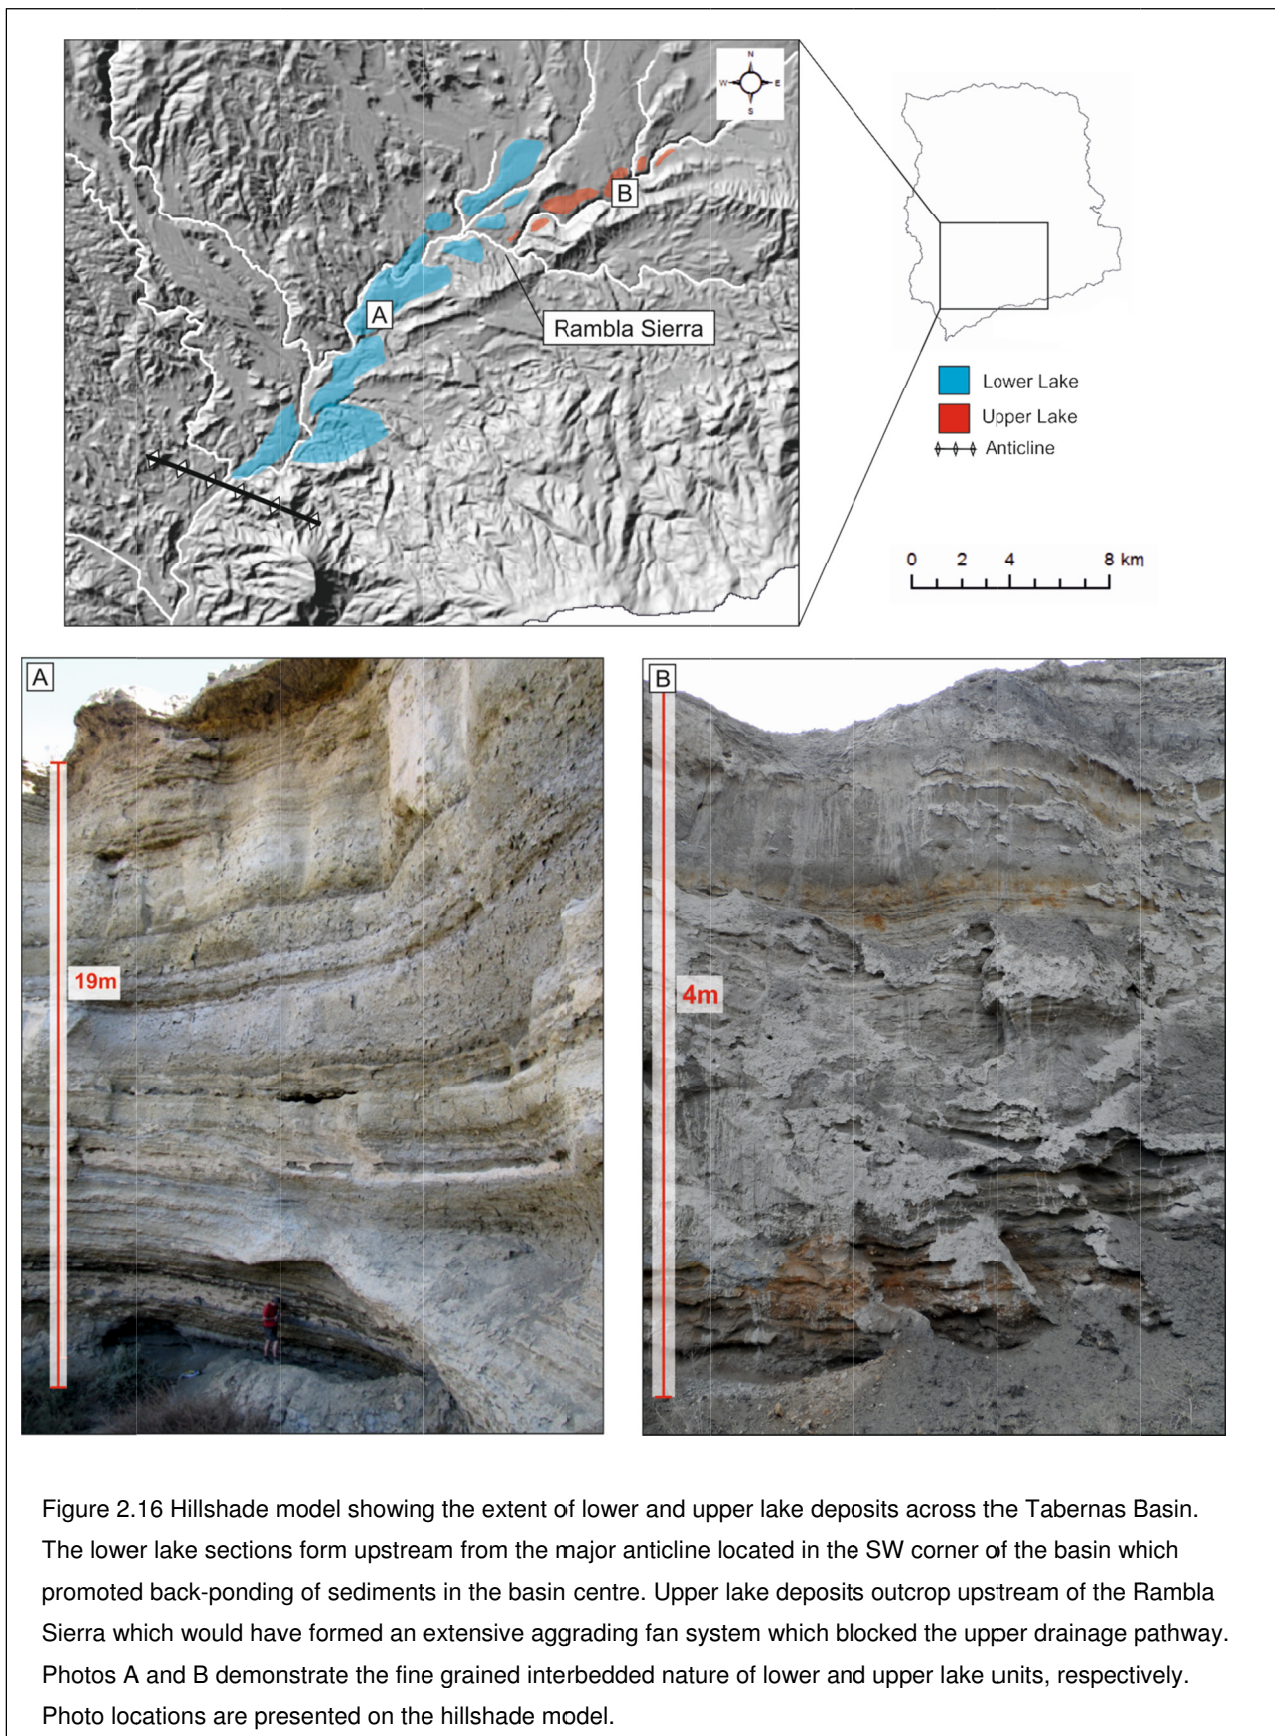 N
W
E
S
B
A
Rambla Sierra
Lower Lake
Upper Lake
Anticline
0 2 4 8 km
A
19m
B
4m
Figure 2.16 Hillshade model showing the extent of lower and upper lake deposits across the Tabernas Basin.
The lower lake sections form upstream from the major anticline located in the SW corner of the basin which
promoted back-ponding of sediments in the basin centre. Upper lake deposits outcrop upstream of the Rambla
Sierra which would have formed an extensive aggrading fan system which blocked the upper drainage pathway.
Photos A and B demonstrate the fine grained interbedded nature of lower and upper lake units, respectively.
Photo locations are presented on the hillshade model.